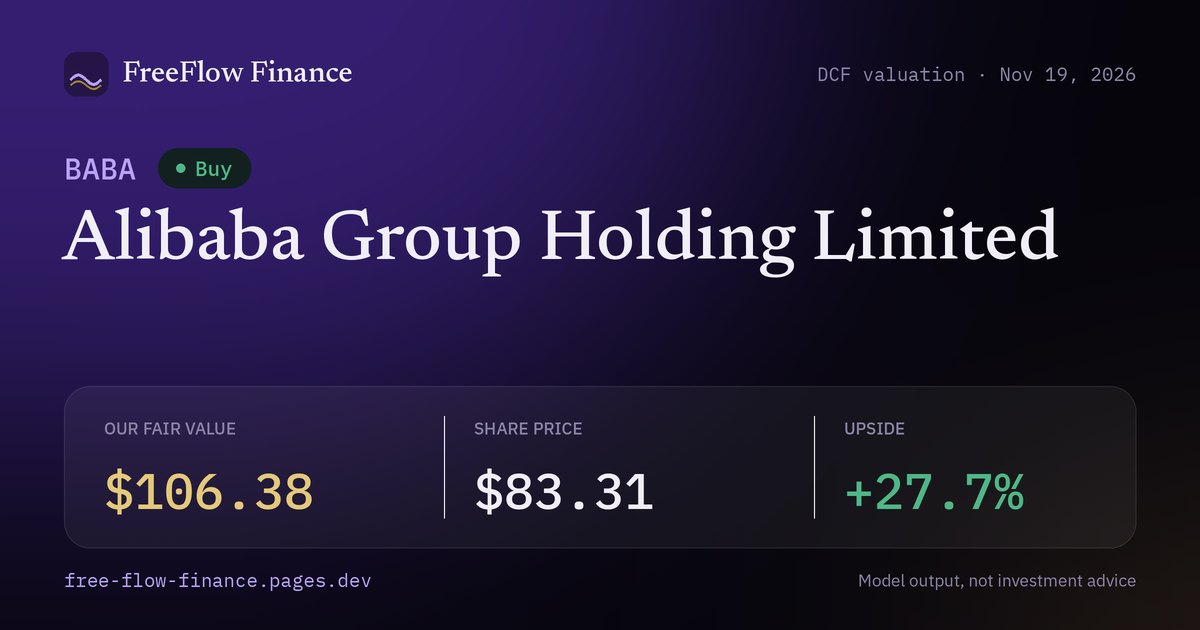 FreeFlow Finance
DCF valuation · Nov 19, 2026
BABA
Buy
Alibaba Group Holding Limited
OUR FAIR VALUE
$106.38
SHARE PRICE
$83.31
UPSIDE
+27.7%
free-flow-finance.pages.dev
Model output, not investment advice